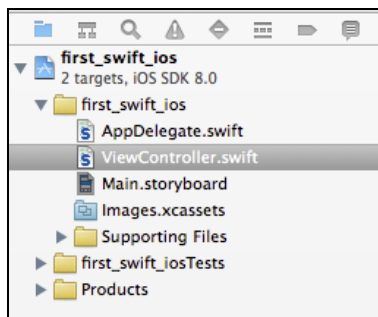 first_swift_ios
2 targets, iOS SDK 8.0
first_swift_ios
AppDelegate.swift
ViewController.swift
Main.storyboard
Images.xcassets
Supporting Files
first_swift_iosTests
Products